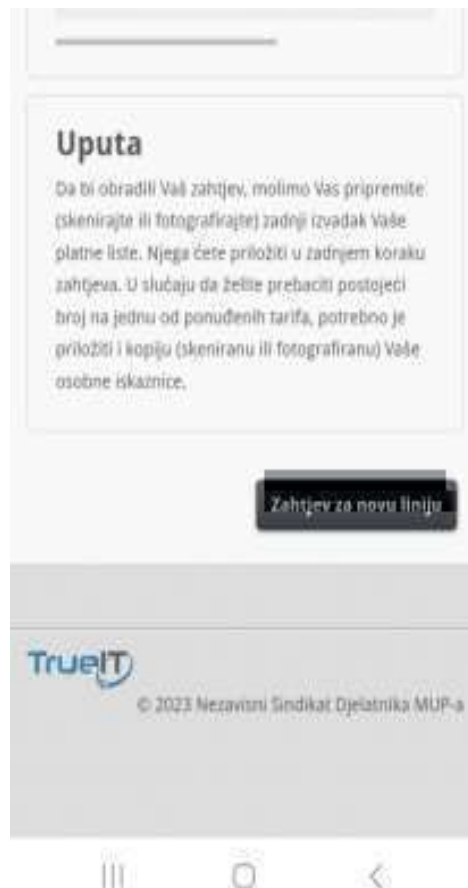 Uputa
Da bi obradili Vaš zahtjev, molimo Vas pripremite
(skenirajte ili fotografirajte) zadnji izvadak Vaše
platne liste. Njega ćete priložiti u zadnjem koraku
zahtjeva. U slučaju da želite prebaciti postojeći
broj na jednu od ponuđenih tarifa, potrebno je
priložiti i kopiju (skeniranu ili fotografiranu) Vaše
osobne iskaznice.
Zahtjev za novu liniju
TrueIT
© 2023 Nezavisni Sindikat Djelatnika MUP-a